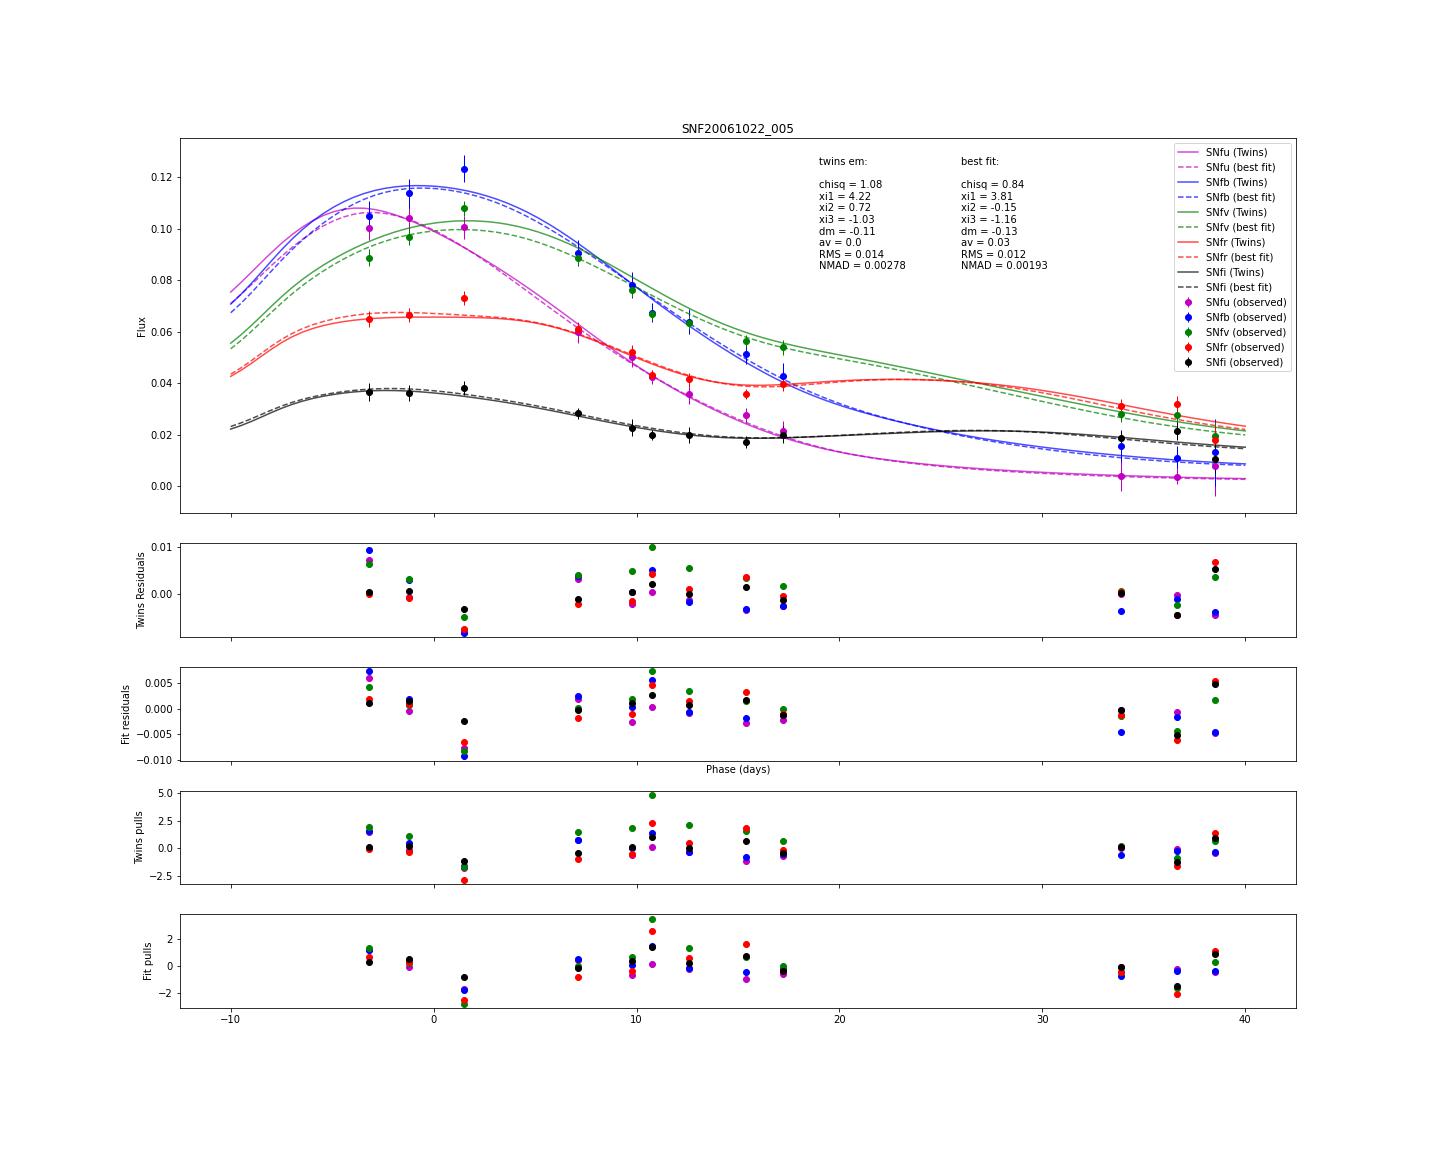 SNF20061022_005
twins em:
chisq = 1.08
xi1 = 4.22
xi2 = 0.72
xi3 = -1.03
dm = -0.11
av = 0.0
RMS = 0.014
NMAD = 0.00278
best fit:
chisq = 0.84
xi1 = 3.81
xi2 = -0.15
xi3 = -1.16
dm = -0.13
av = 0.03
RMS = 0.012
NMAD = 0.00193
SNfu (Twins)
SNfu (best fit)
SNfb (Twins)
SNfb (best fit)
SNfv (Twins)
SNfv (best fit)
SNfr (Twins)
SNfr (best fit)
SNfi (Twins)
SNfi (best fit)
SNfu (observed)
SNfb (observed)
SNfv (observed)
SNfr (observed)
SNfi (observed)
Flux
0.12
0.10
0.08
0.06
0.04
0.02
0.00
Twins Residuals
0.01
0.00
Fit residuals
0.005
0.000
−0.005
−0.010
Phase (days)
Twins pulls
5.0
2.5
0.0
−2.5
Fit pulls
2
0
−2
−10
0
10
20
30
40